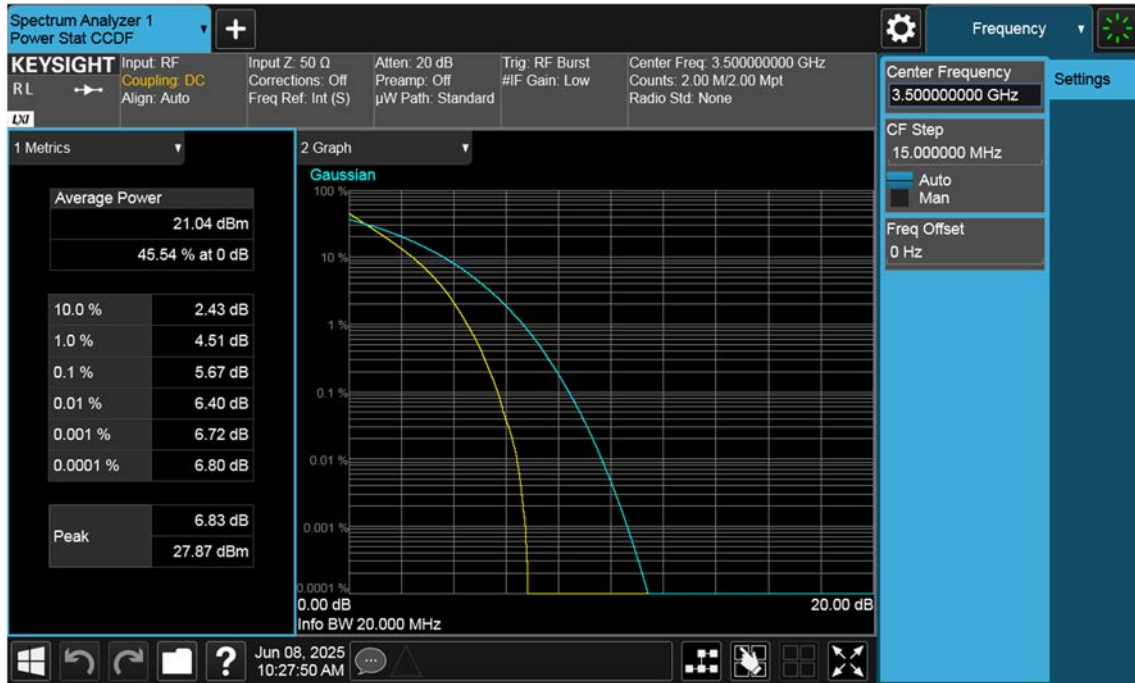 Spectrum Analyzer 1
Power Stat CCDF
Frequency
KEYSIGHT
RL
LXI
Input: RF
Coupling: DC
Align: Auto
Input Z: 50 Ω
Corrections: Off
Freq Ref: Int (S)
Atten: 20 dB
Preamp: Off
µW Path: Standard
Trig: RF Burst
#IF Gain: Low
Center Freq: 3.500000000 GHz
Counts: 2.00 M/2.00 Mpt
Radio Std: None
Center Frequency
3.500000000 GHz
Settings
CF Step
15.000000 MHz
Auto
Man
Freq Offset
0 Hz
1 Metrics
Average Power
21.04 dBm
45.54 % at 0 dB
10.0 % 2.43 dB
1.0 % 4.51 dB
0.1 % 5.67 dB
0.01 % 6.40 dB
0.001 % 6.72 dB
0.0001 % 6.80 dB
Peak
6.83 dB
27.87 dBm
2 Graph
Gaussian
100 %
10 %
1 %
0.1 %
0.01 %
0.001 %
0.0001 %
0.00 dB 20.00 dB
Info BW 20.000 MHz
?
Jun 08, 2025
10:27:50 AM